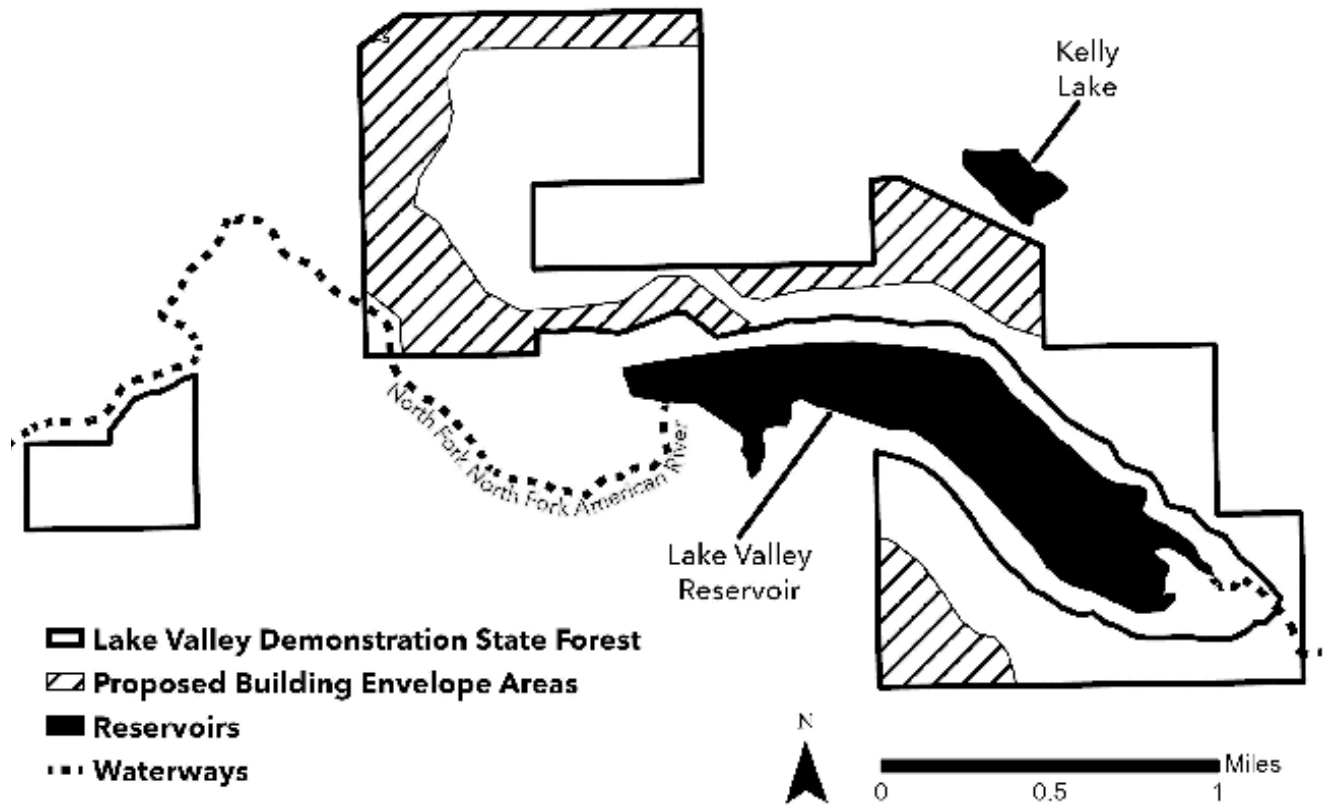 Kelly
Lake
North Fork North Fork American River
Lake Valley
Reservoir
Lake Valley Demonstration State Forest
Proposed Building Envelope Areas
Reservoirs
Waterways
N
Miles
0 0.5 1